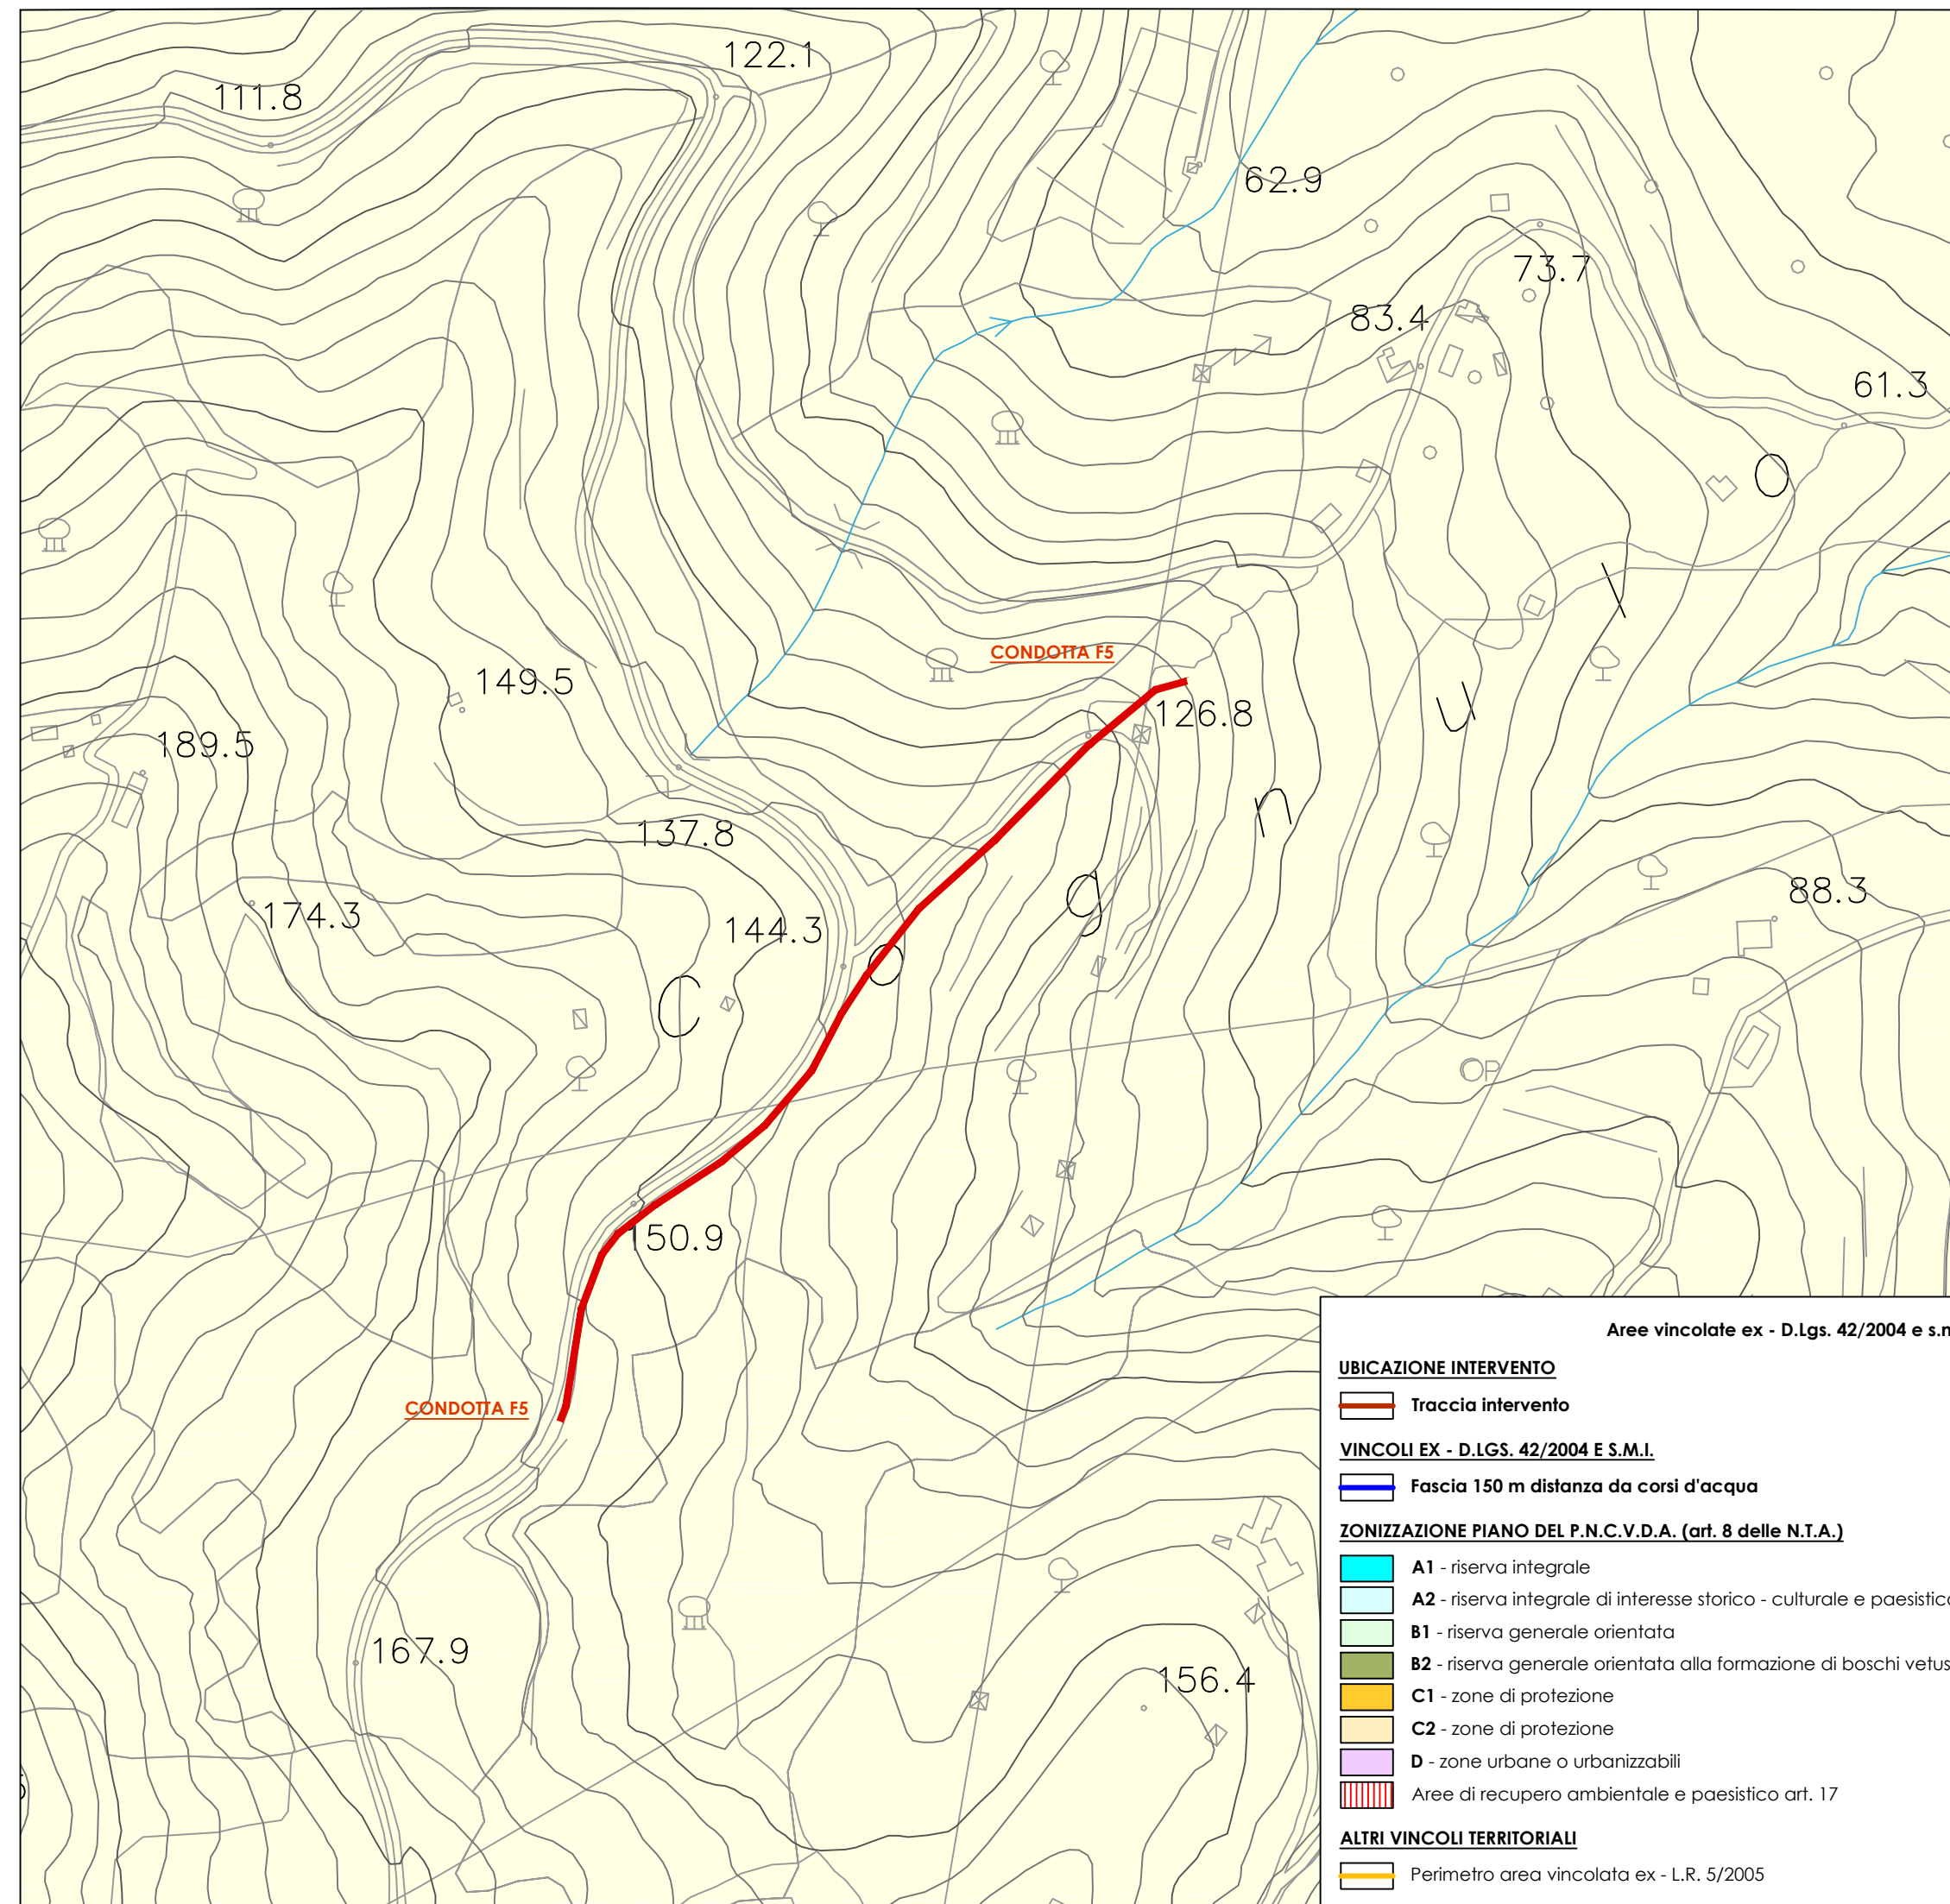 122.1
111.8
62.9
73.7
83.4
61.3
CONDOTTA F5
149.5
126.8
189.5
137.8
88.3
174.3
144.3
C o g n u l o
P
150.9
CONDOTTA F5
167.9
156.4
Aree vincolate ex - D.Lgs. 42/2004 e s.m
UBICAZIONE INTERVENTO
Traccia intervento
VINCOLI EX - D.LGS. 42/2004 E S.M.I.
Fascia 150 m distanza da corsi d'acqua
ZONIZZAZIONE PIANO DEL P.N.C.V.D.A. (art. 8 delle N.T.A.)
A1 - riserva integrale
A2 - riserva integrale di interesse storico - culturale e paesistico
B1 - riserva generale orientata
B2 - riserva generale orientata alla formazione di boschi vetus
C1 - zone di protezione
C2 - zone di protezione
D - zone urbane o urbanizzabili
Aree di recupero ambientale e paesistico art. 17
ALTRI VINCOLI TERRITORIALI
Perimetro area vincolata ex - L.R. 5/2005